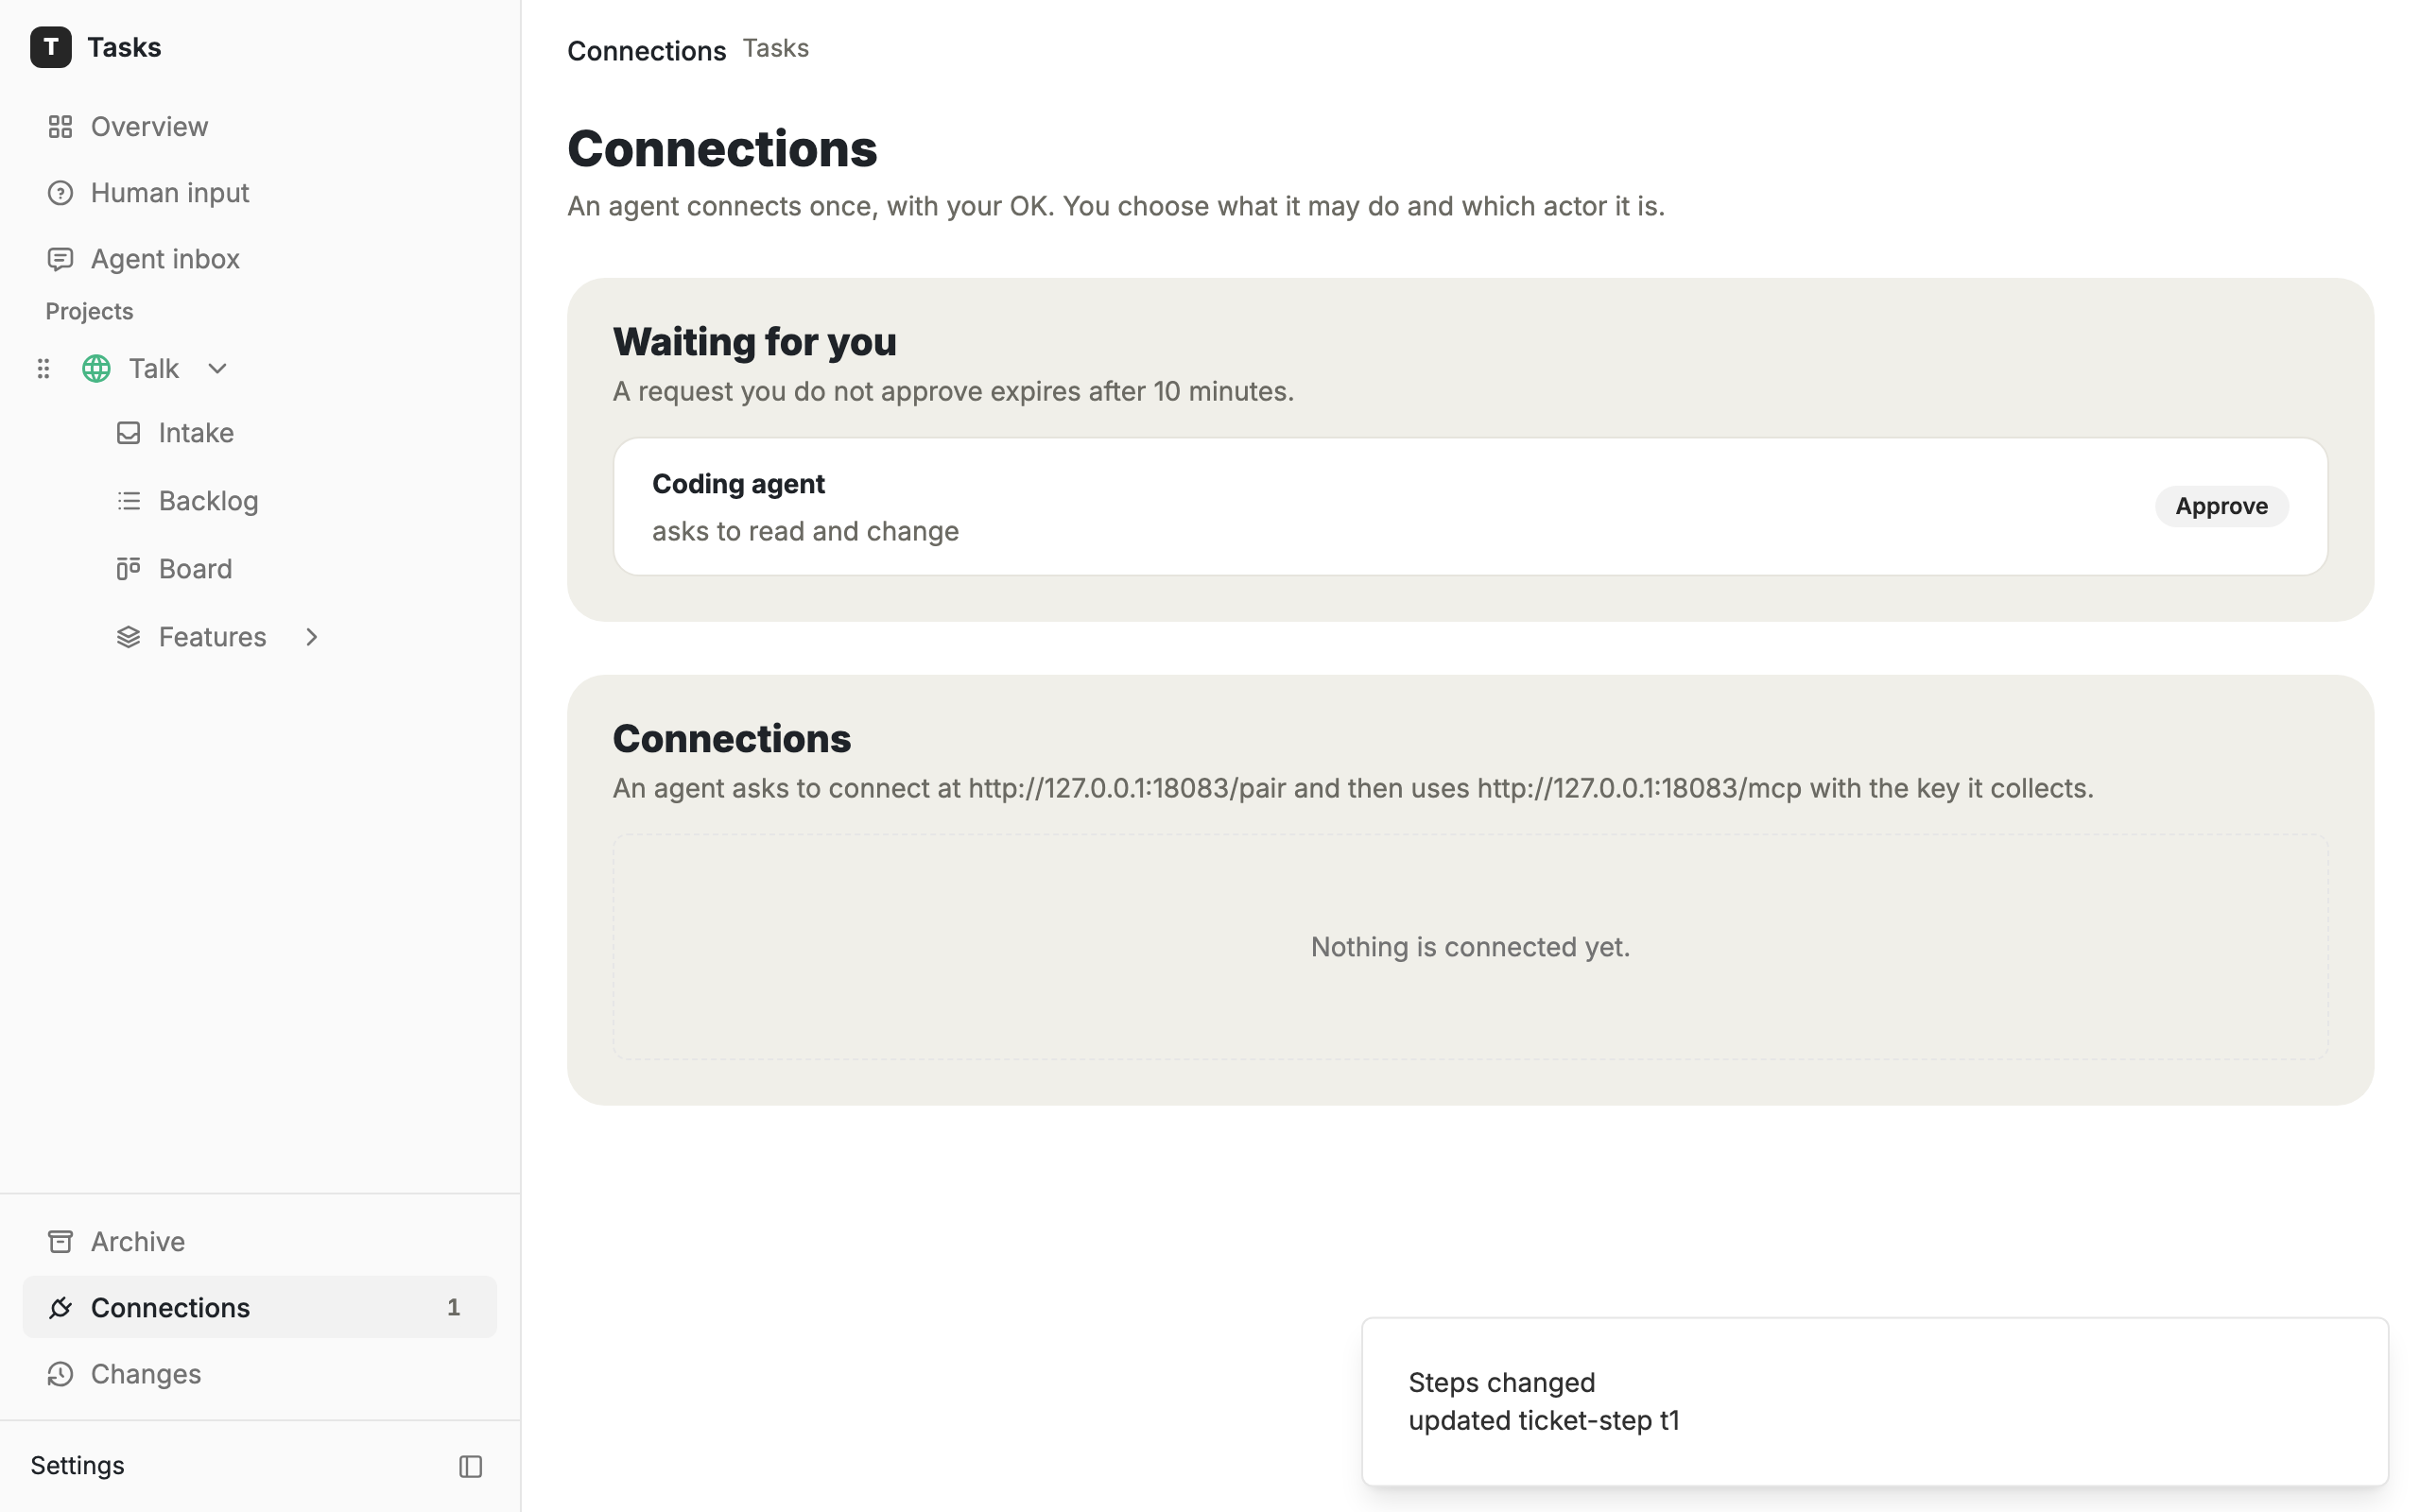 T Tasks
Overview
Human input
Agent inbox
Projects
Talk
Intake
Backlog
Board
Features
Archive
Connections 1
Changes
Settings
Connections Tasks
Connections
An agent connects once, with your OK. You choose what it may do and which actor it is.
Waiting for you
A request you do not approve expires after 10 minutes.
Coding agent
asks to read and change
Approve
Connections
An agent asks to connect at http://127.0.0.1:18083/pair and then uses http://127.0.0.1:18083/mcp with the key it collects.
Nothing is connected yet.
Steps changed
updated ticket-step t1